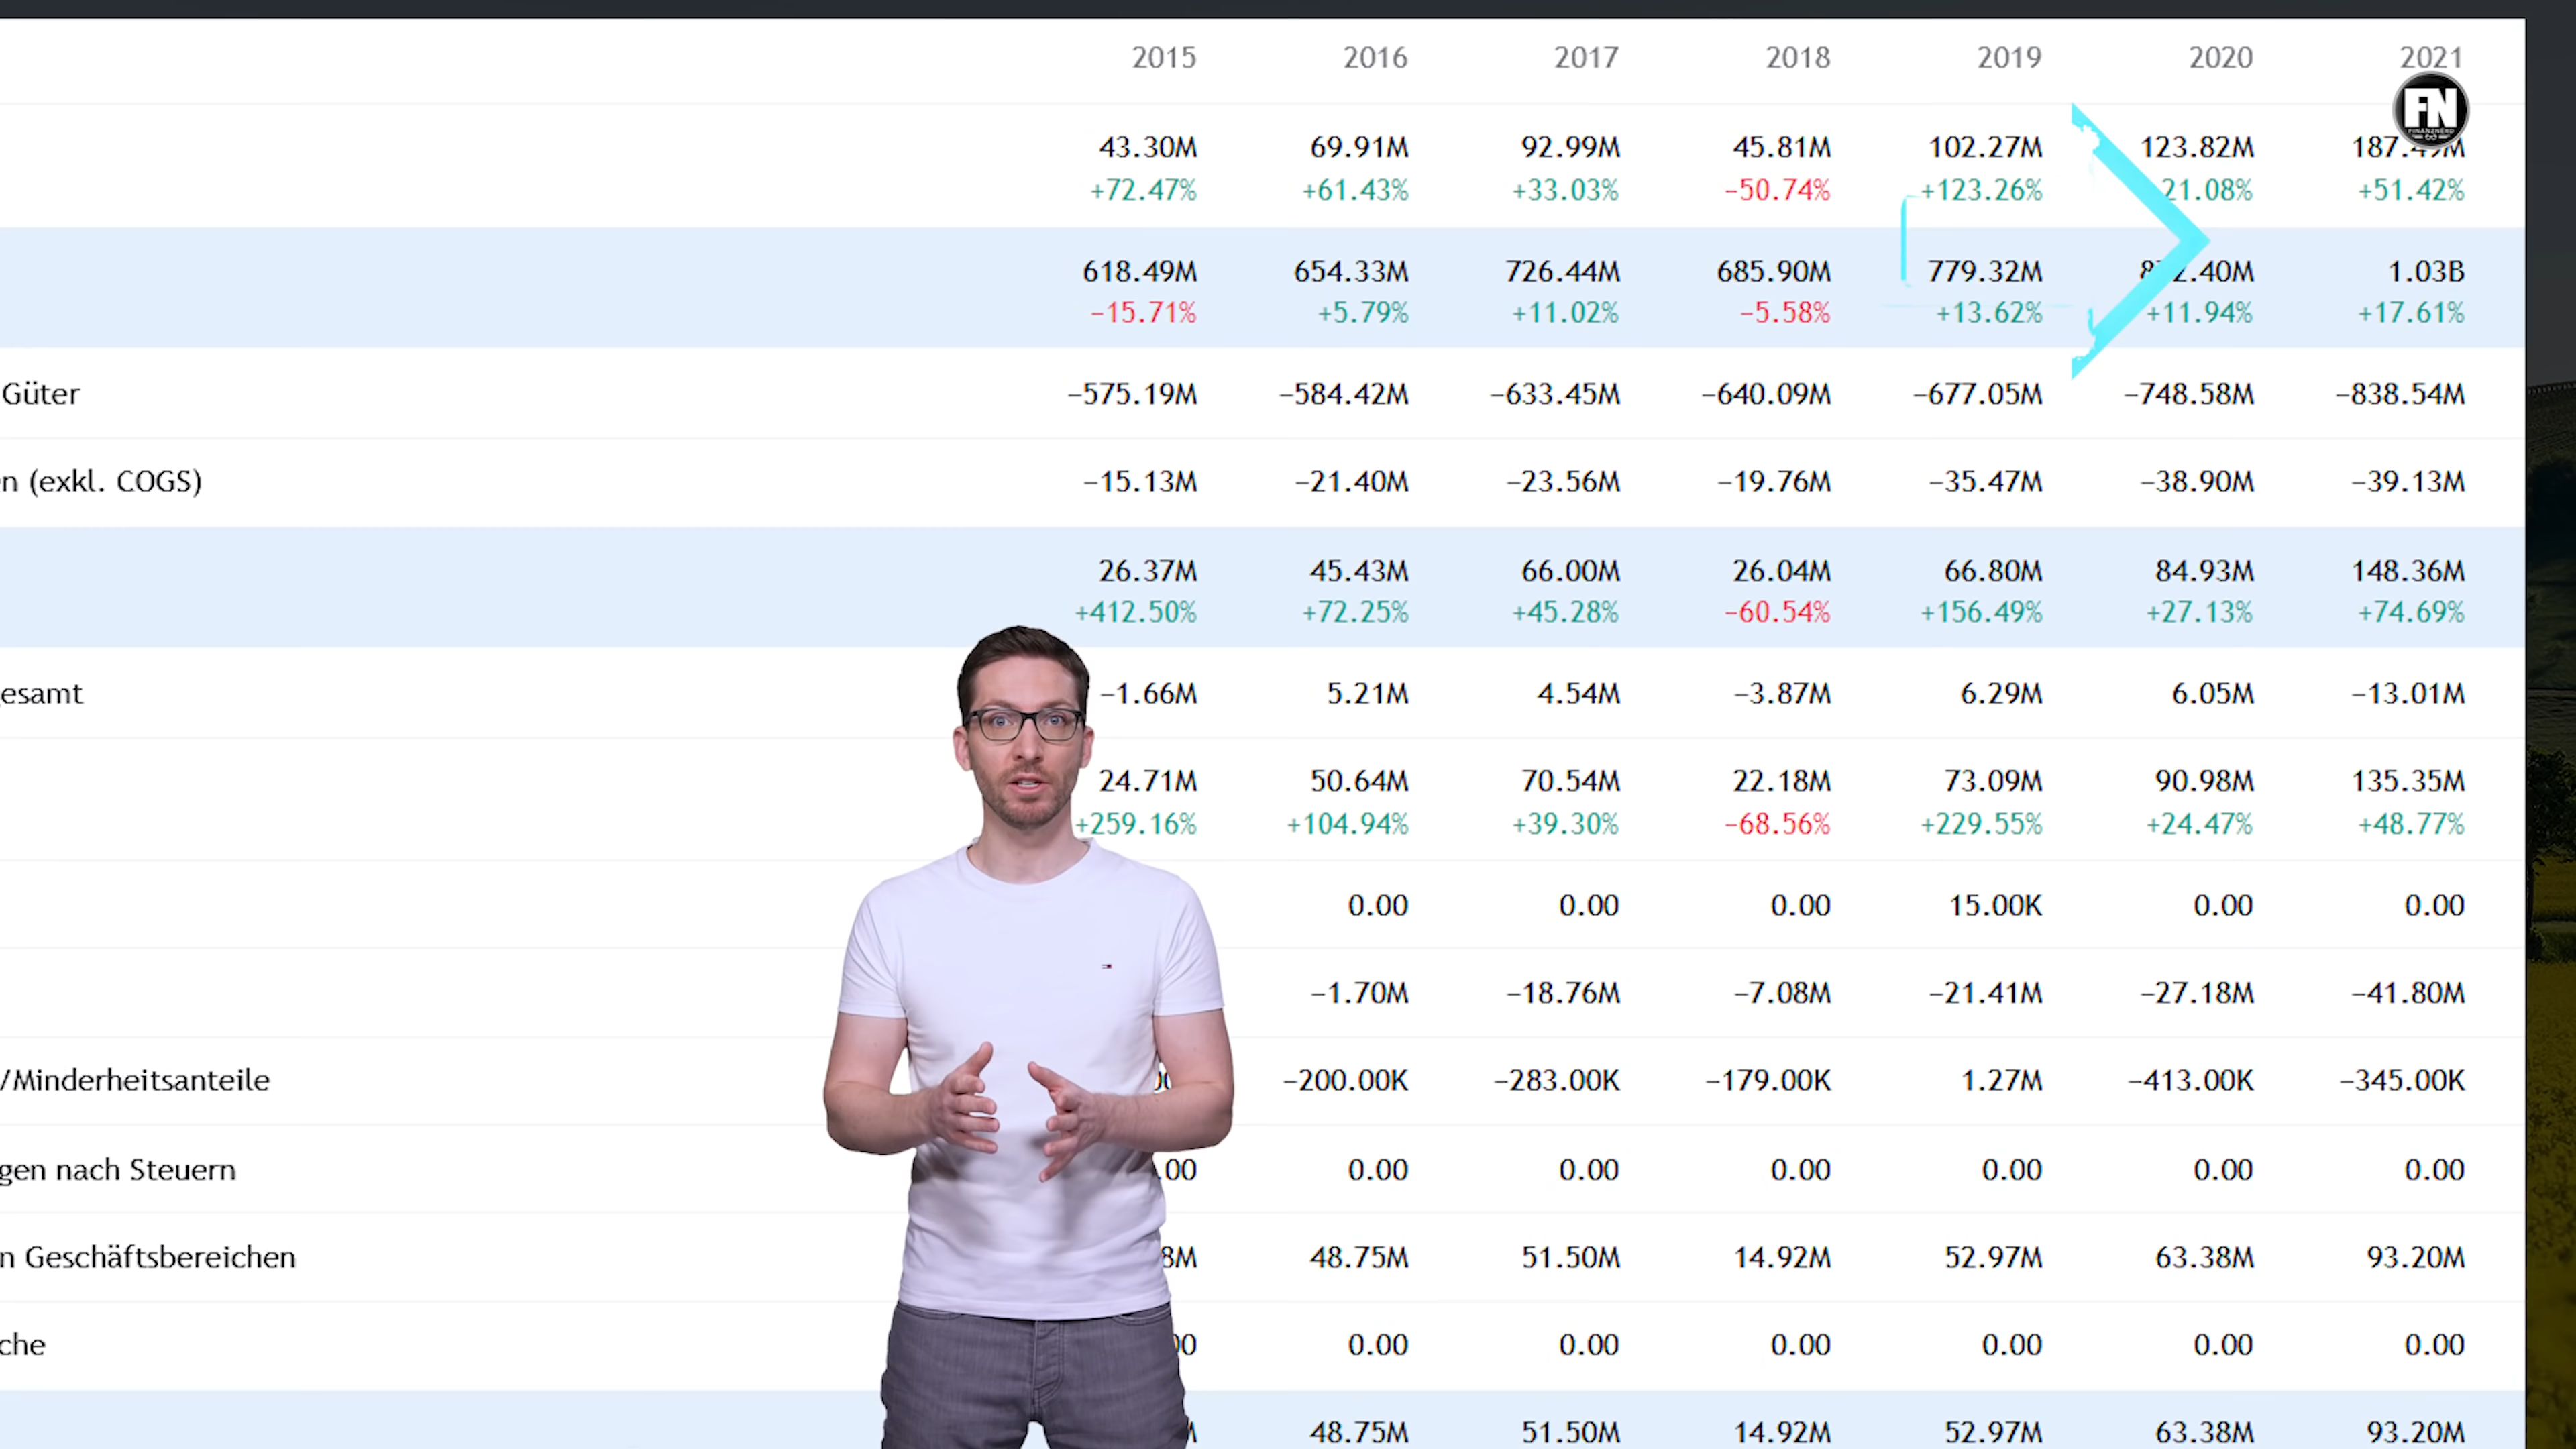 2015 2016 2017 2018 2019 2020 2021
FN
FINANZNERD
43.30M 69.91M 92.99M 45.81M 102.27M 123.82M
+72.47% +61.43% +33.03% −50.74% +123.26% 21.08% +51.42%
618.49M 654.33M 726.44M 685.90M 779.32M 1.03B
−15.71% +5.79% +11.02% −5.58% +13.62% +11.94% +17.61%
Güter −575.19M −584.42M −633.45M −640.09M −677.05M −748.58M −838.54M
n (exkl. COGS) −15.13M −21.40M −23.56M −19.76M −35.47M −38.90M −39.13M
26.37M 45.43M 66.00M 26.04M 66.80M 84.93M 148.36M
+412.50% +72.25% +45.28% −60.54% +156.49% +27.13% +74.69%
esamt −1.66M 5.21M 4.54M −3.87M 6.29M 6.05M −13.01M
24.71M 50.64M 70.54M 22.18M 73.09M 90.98M 135.35M
+259.16% +104.94% +39.30% −68.56% +229.55% +24.47% +48.77%
0.00 0.00 0.00 15.00K 0.00 0.00
−1.70M −18.76M −7.08M −21.41M −27.18M −41.80M
/Minderheitsanteile −200.00K −283.00K −179.00K 1.27M −413.00K −345.00K
gen nach Steuern .00 0.00 0.00 0.00 0.00 0.00 0.00
n Geschäftsbereichen 8M 48.75M 51.50M 14.92M 52.97M 63.38M 93.20M
che 0.00 0.00 0.00 0.00 0.00 0.00
48.75M 51.50M 14.92M 52.97M 63.38M 93.20M